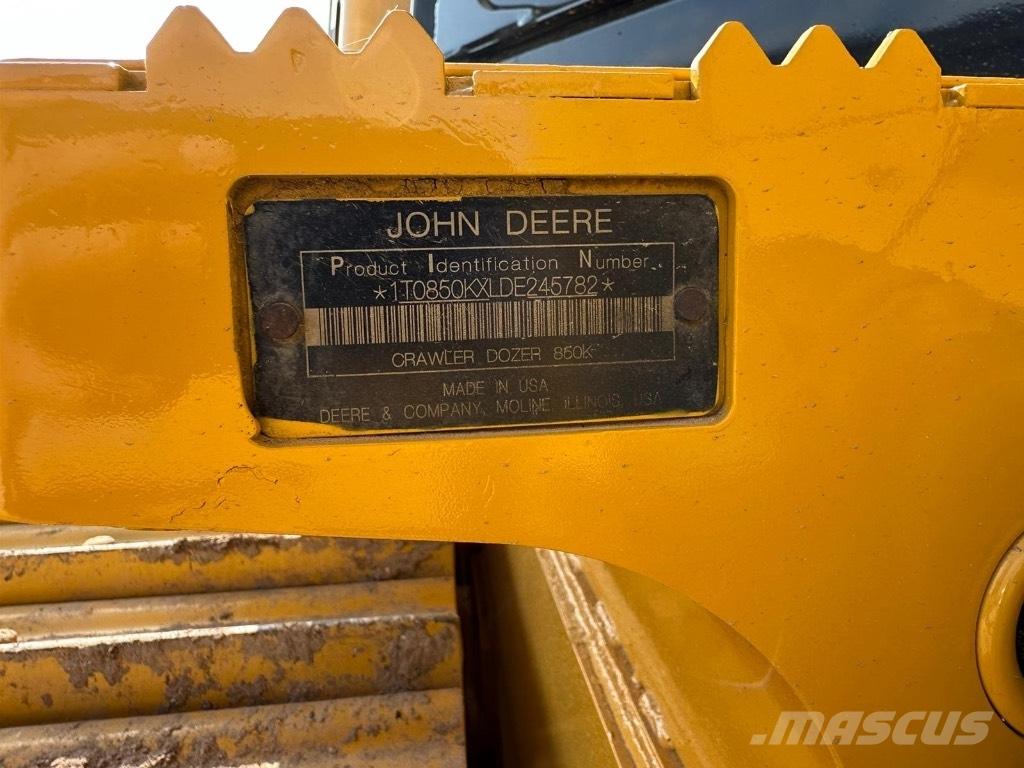 JOHN DEERE
Product Identification Number
*1T0850KXLDE245782*
CRAWLER DOZER 850K
MADE IN USA
DEERE & COMPANY, MOLINE ILLINOIS, USA
MASCUS